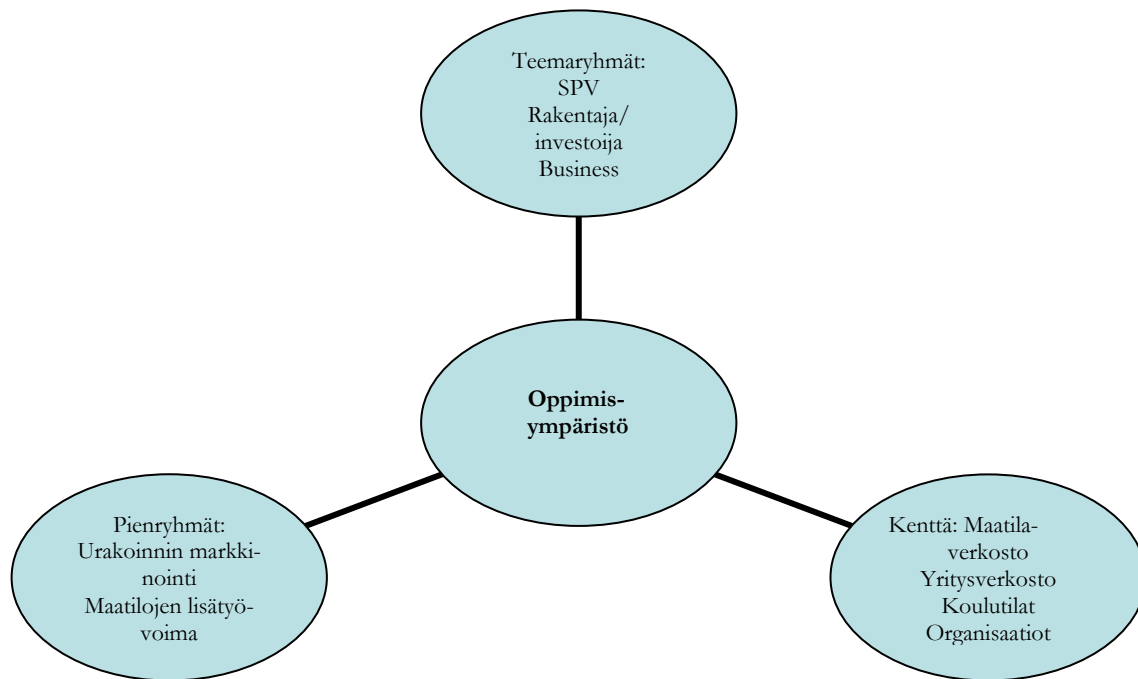 Teemaryhmät:
SPV
Rakentaja/
investoija
Business
Oppimis-
ympäristö
Pienryhmät:
Urakoinnin markki-
nointi
Maatilojen lisätyö-
voima
Kenttä: Maatila-
verkosto
Yritysverkosto
Koulutilat
Organisaatiot